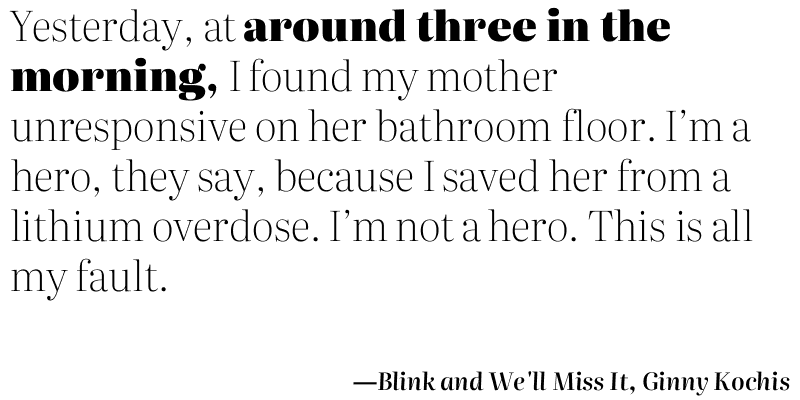 Yesterday, at around three in the
morning, I found my mother
unresponsive on her bathroom floor. I’m a
hero, they say, because I saved her from a
lithium overdose. I’m not a hero. This is all
my fault.
—Blink and We'll Miss It, Ginny Kochis